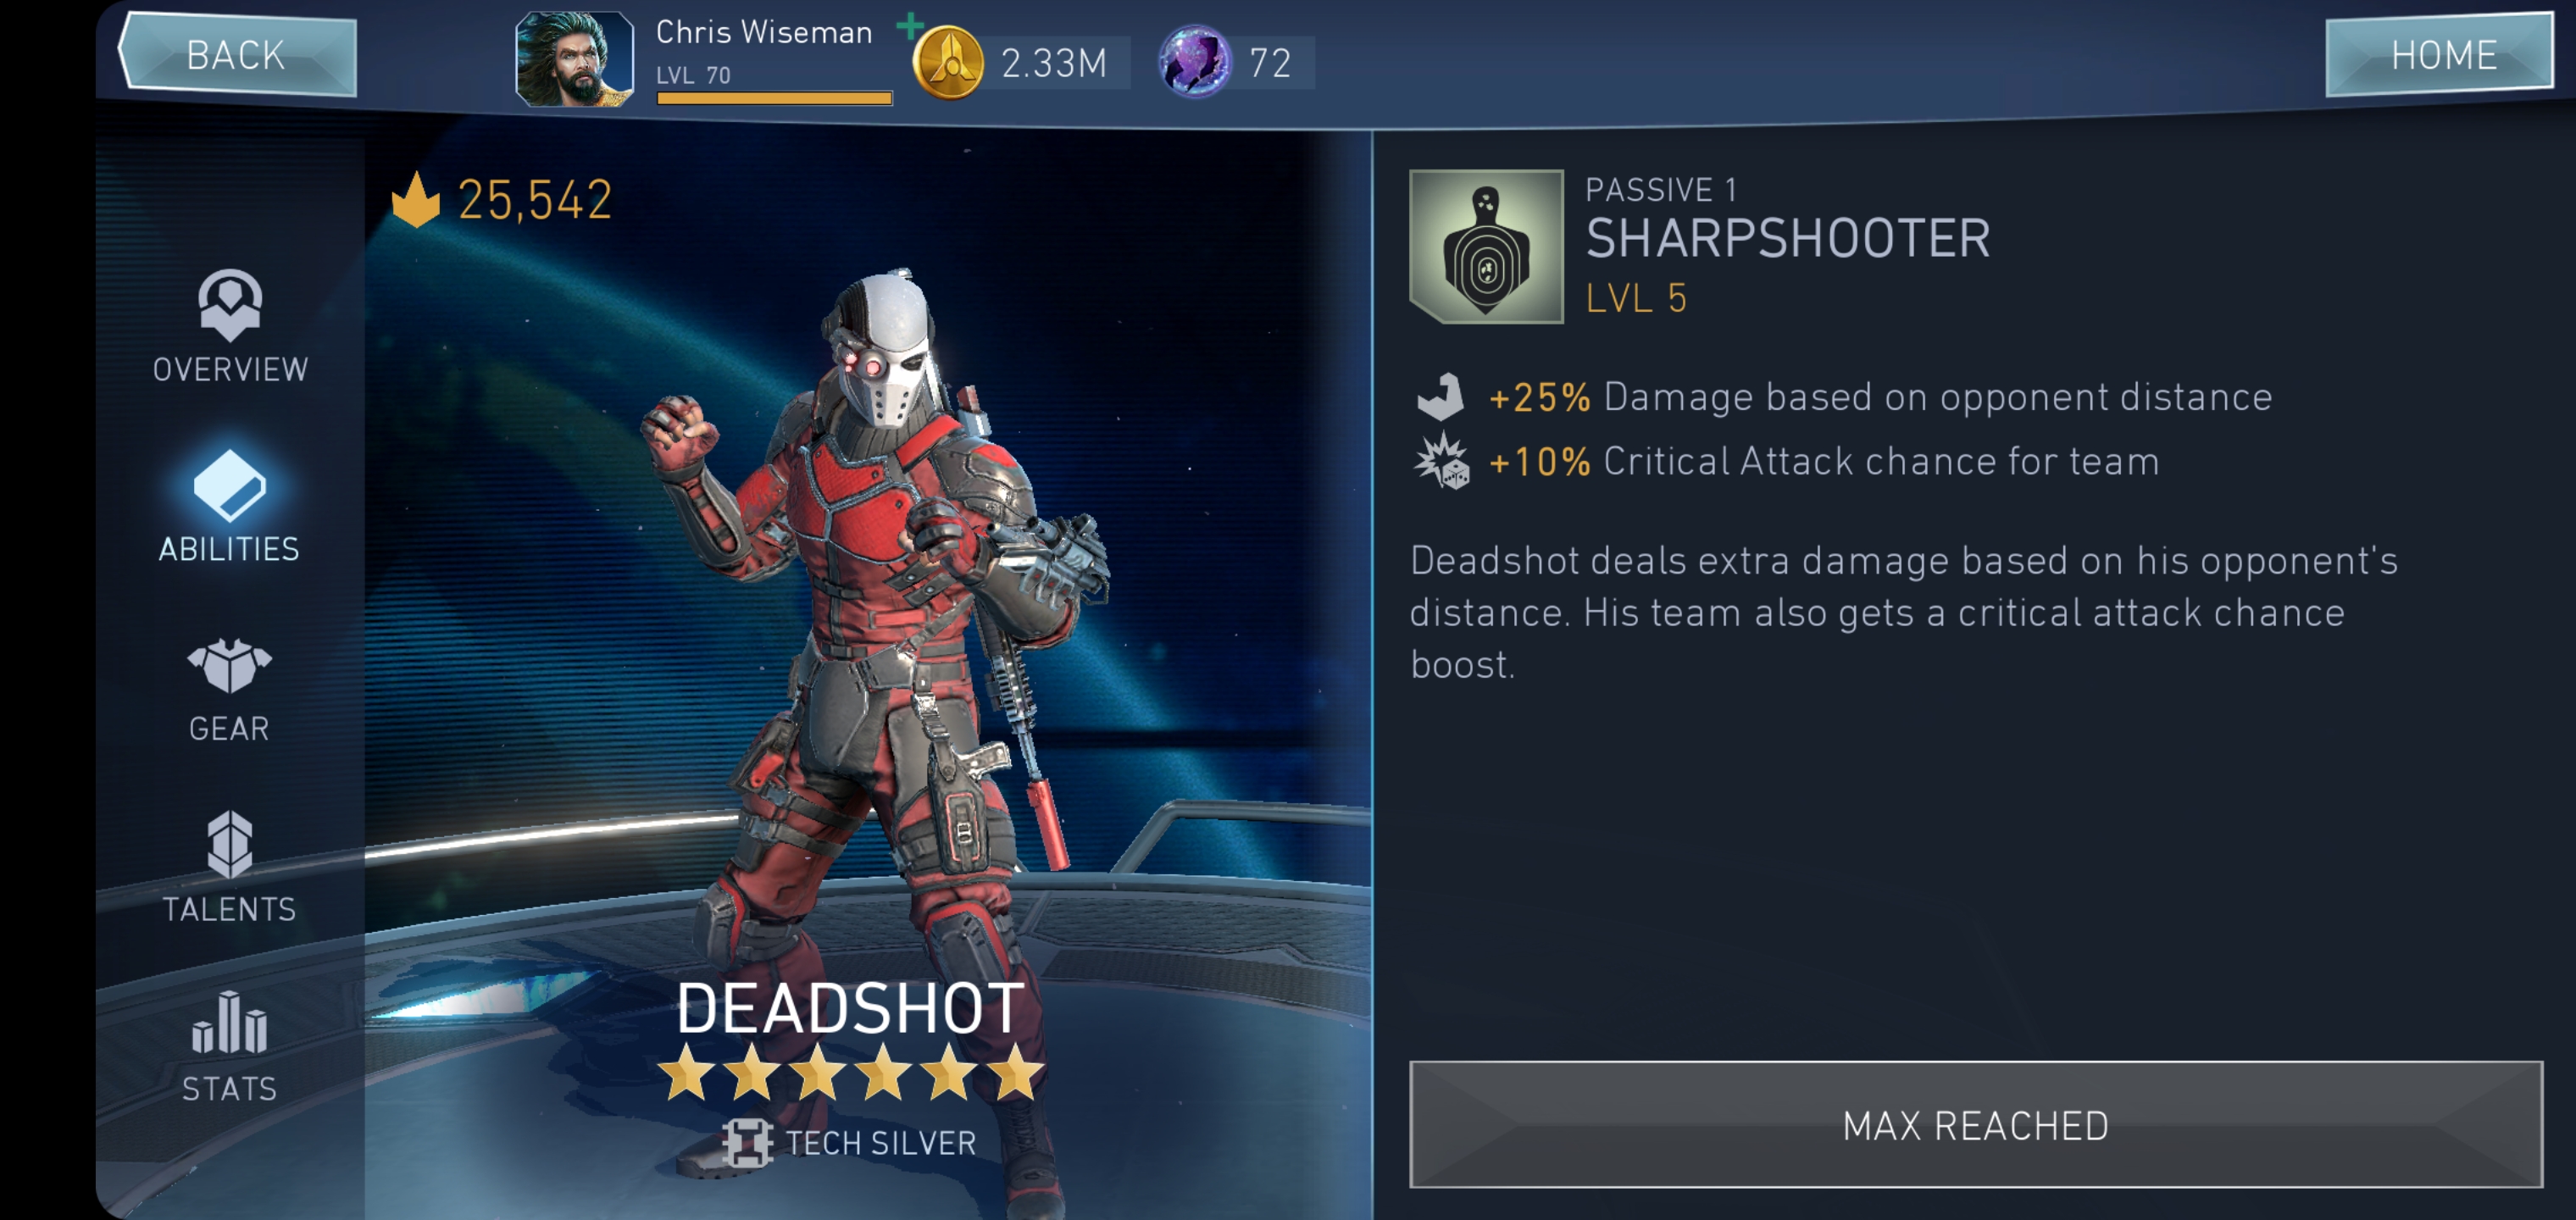 BACK
Chris Wiseman
LVL 70
2.33M
72
HOME
25,542
OVERVIEW
ABILITIES
GEAR
TALENTS
STATS
DEADSHOT
TECH SILVER
PASSIVE 1
SHARPSHOOTER
LVL 5
+25% Damage based on opponent distance
+10% Critical Attack chance for team
Deadshot deals extra damage based on his opponent's
distance. His team also gets a critical attack chance
boost.
MAX REACHED